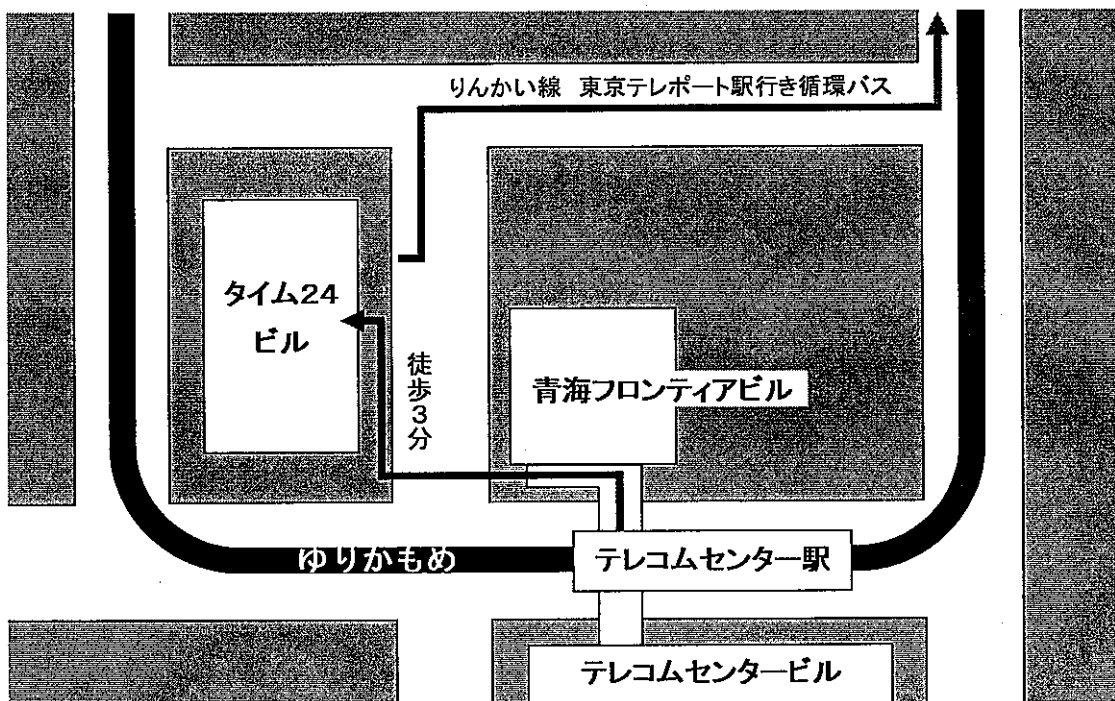 りんかい線 東京テレポート駅行き循環バス
タイム24
ビル
徒歩3分
青海フロンティアビル
ゆりかもめ
テレコムセンター駅
テレコムセンタービル